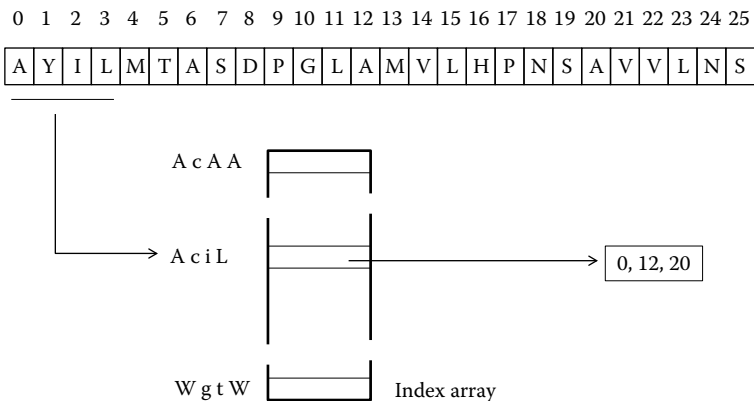 0 1 2 3 4 5 6 7 8 9 10 11 12 13 14 15 16 17 18 19 20 21 22 23 24 25
A Y I L M T A S D P G L A M V L H P N S A V V L N S
A c A A
A c i L
0, 12, 20
W g t W
Index array